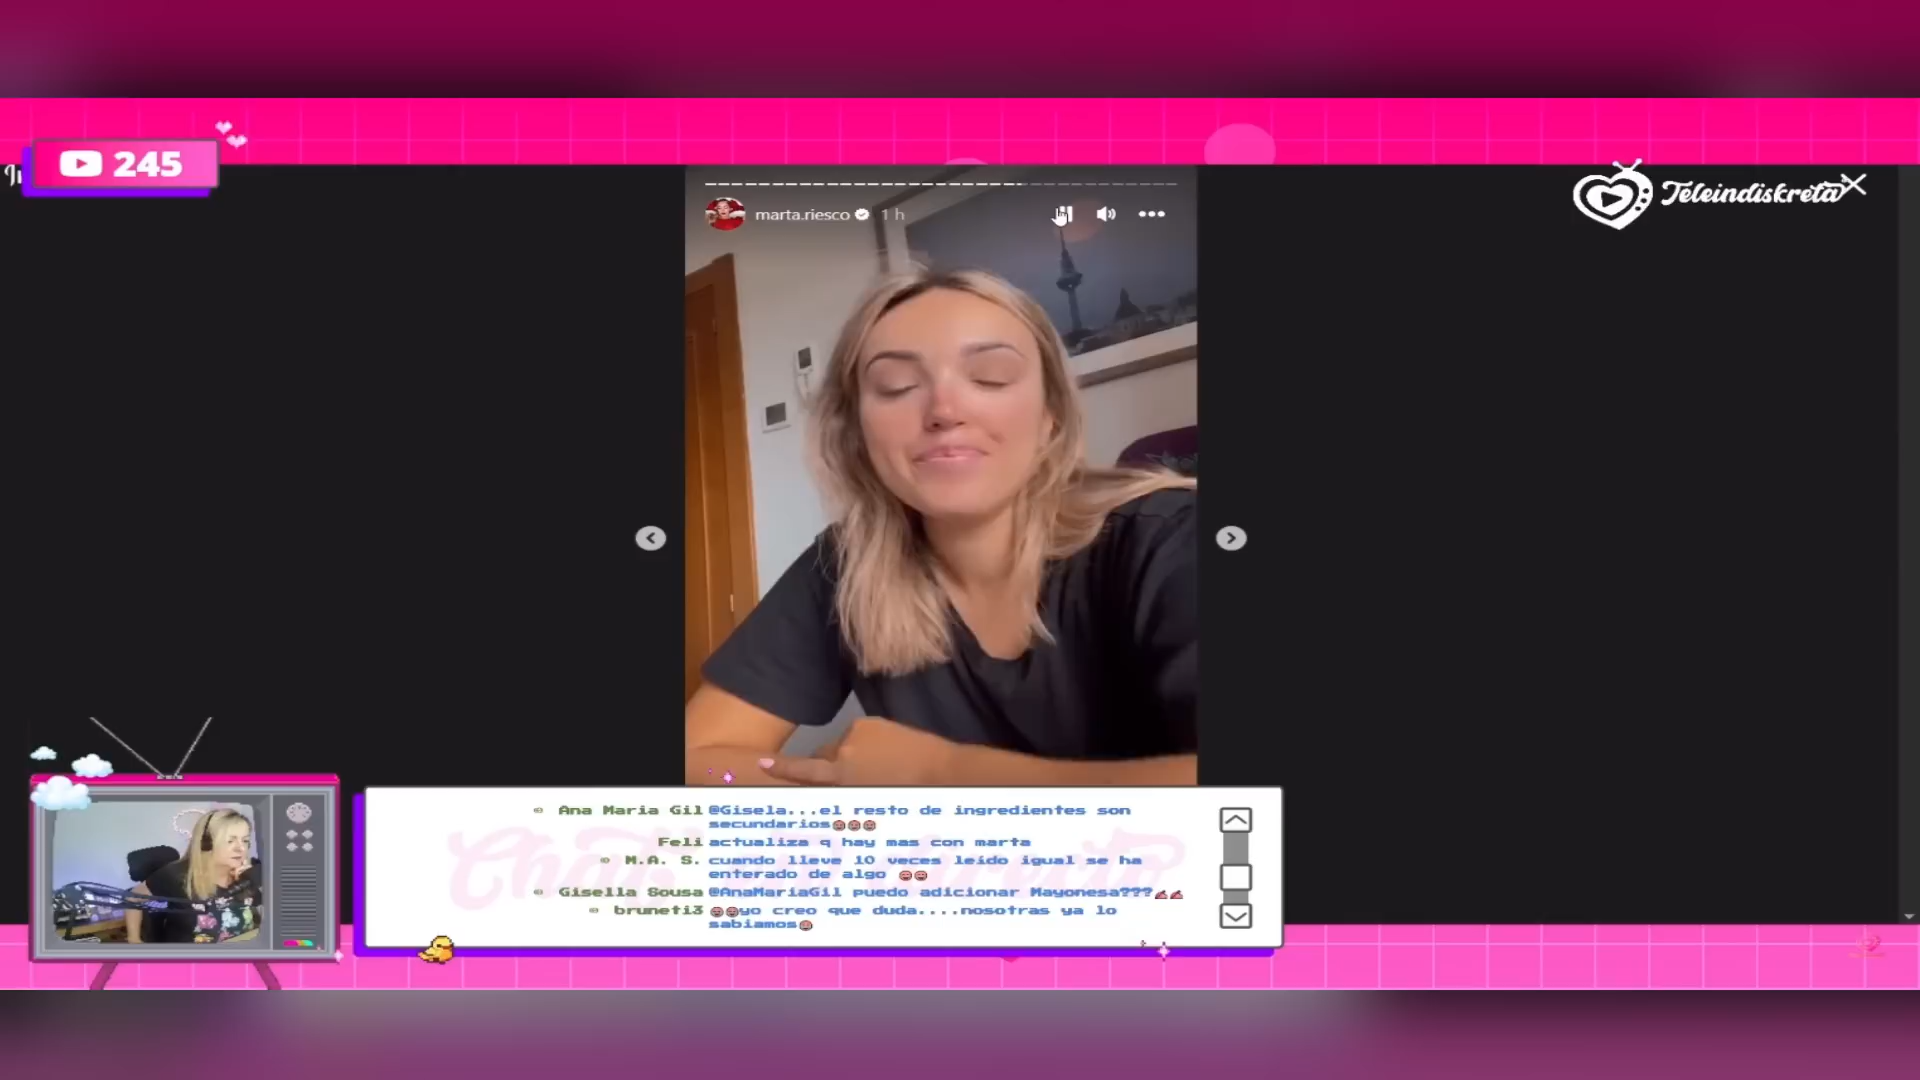 245
Teleindiskreta
marta.riesco 1 h
Ana Maria Gil @Gisela...el resto de ingredientes son
secundarios
Feli actualiza q hay mas con marta
M.A. S. cuando lleve 10 veces leido igual se ha
enterado de algo
Gisella Sousa @AnaMariaGil puedo adicionar Mayonesa???
bruneti3 yo creo que duda....nosotras ya lo
sabiamos